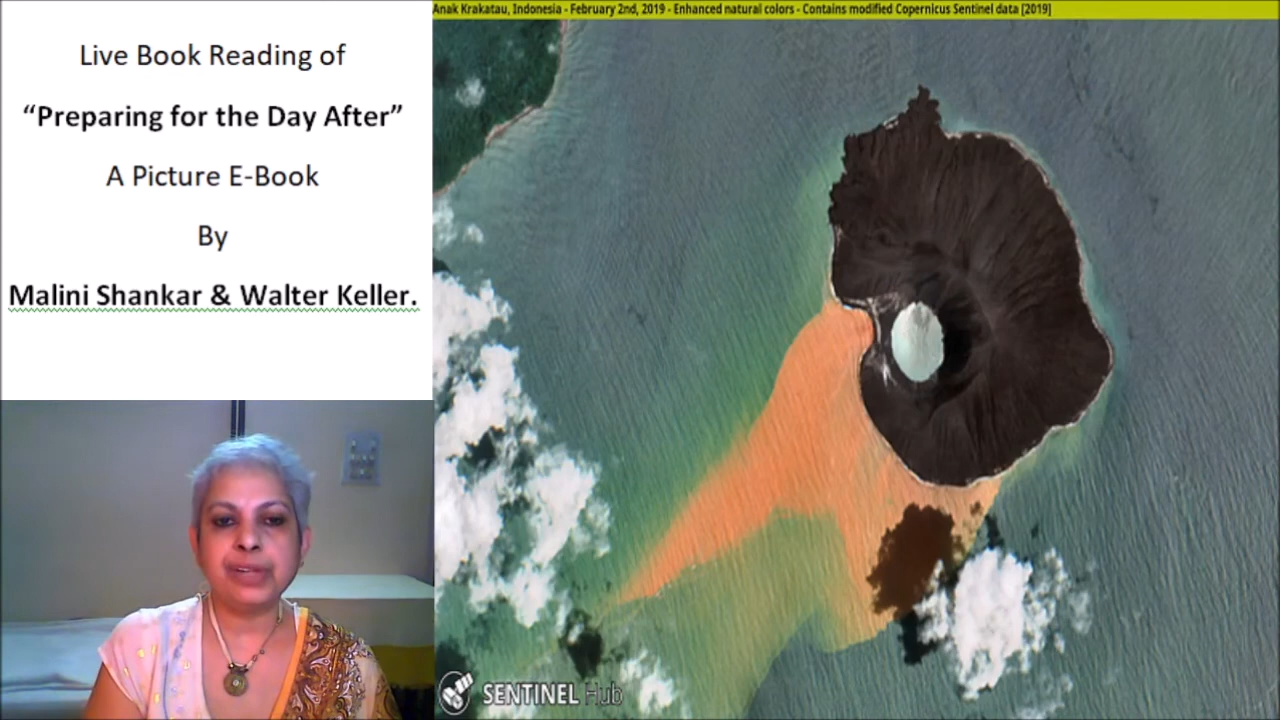 Live Book Reading of
“Preparing for the Day After”
A Picture E-Book
By
Malini Shankar & Walter Keller.
Anak Krakatau, Indonesia - February 2nd, 2019 - Enhanced natural colors - Contains modified Copernicus Sentinel data [2019]
SENTINEL Hub